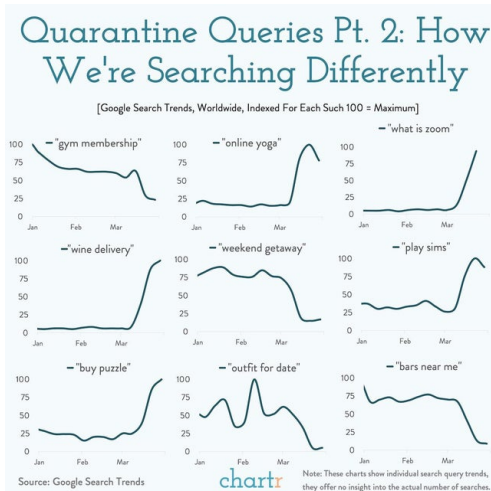 Quarantine Queries Pt. 2: How
We're Searching Differently
[Google Search Trends, Worldwide, Indexed For Each Such 100 = Maximum]
"gym membership"
100
75
50
25
0
Jan Feb Mar
"online yoga"
100
75
50
25
0
Jan Feb Mar
"what is zoom"
100
75
50
25
0
Jan Feb Mar
"wine delivery"
100
75
50
25
0
Jan Feb Mar
"weekend getaway"
100
75
50
25
0
Jan Feb Mar
"play sims"
100
75
50
25
0
Jan Feb Mar
"buy puzzle"
100
75
50
25
0
Jan Feb Mar
"outfit for date"
100
75
50
25
0
Jan Feb Mar
"bars near me"
100
75
50
25
0
Jan Feb Mar
Source: Google Search Trends
chartr
Note: These charts show individual search query trends,
they offer no insight into the actual number of searches.